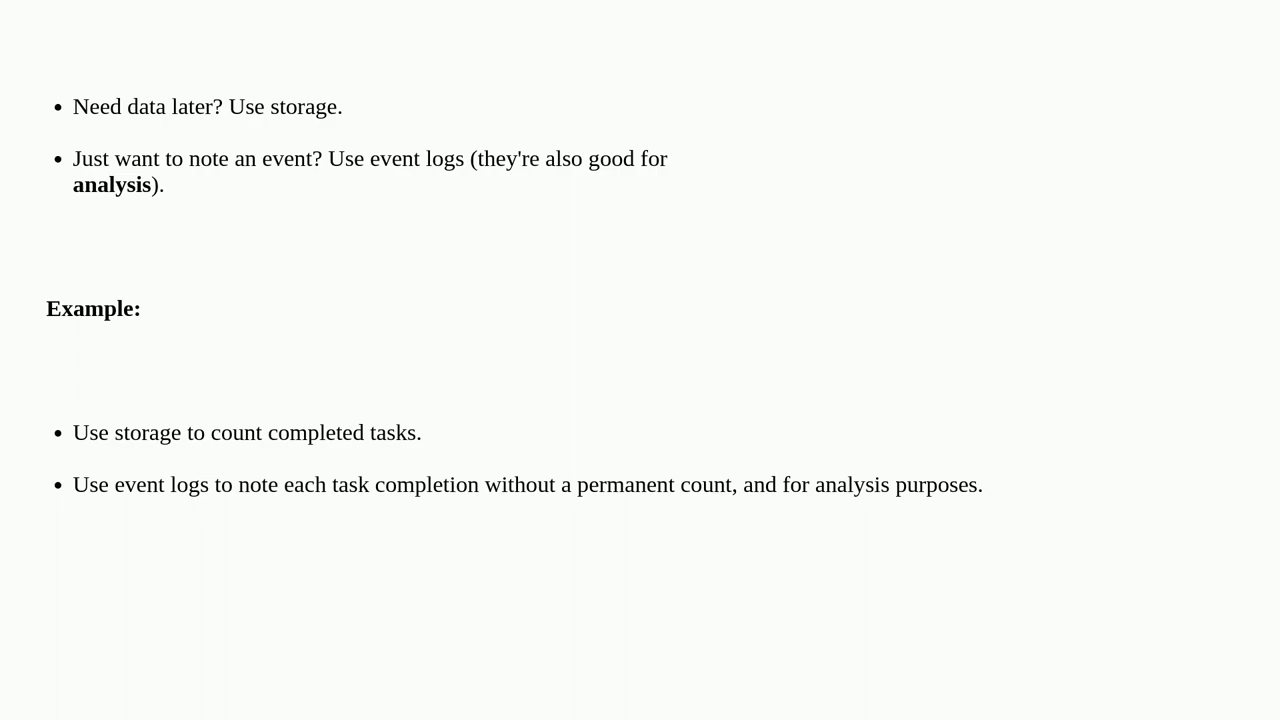 • Need data later? Use storage.
• Just want to note an event? Use event logs (they're also good for
analysis).
Example:
• Use storage to count completed tasks.
• Use event logs to note each task completion without a permanent count, and for analysis purposes.